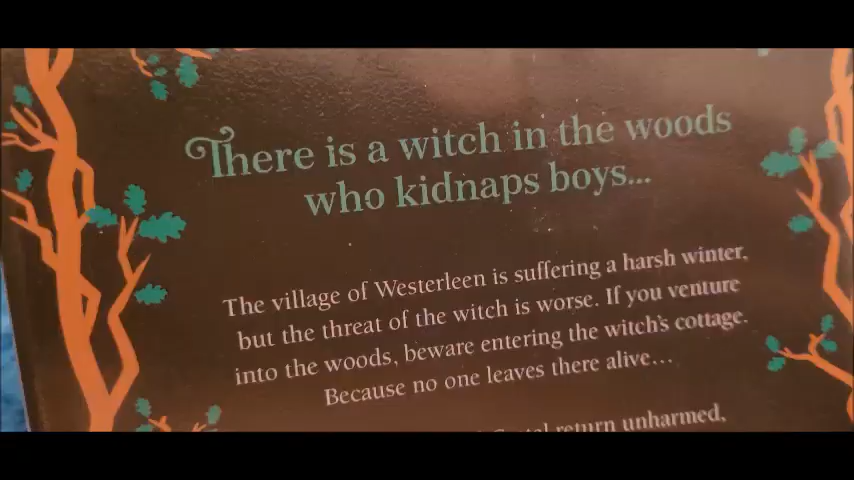 There is a witch in the woods
who kidnaps boys...
The village of Westerleen is suffering a harsh winter,
but the threat of the witch is worse. If you venture
into the woods, beware entering the witch's cottage.
Because no one leaves there alive...
return unharmed,